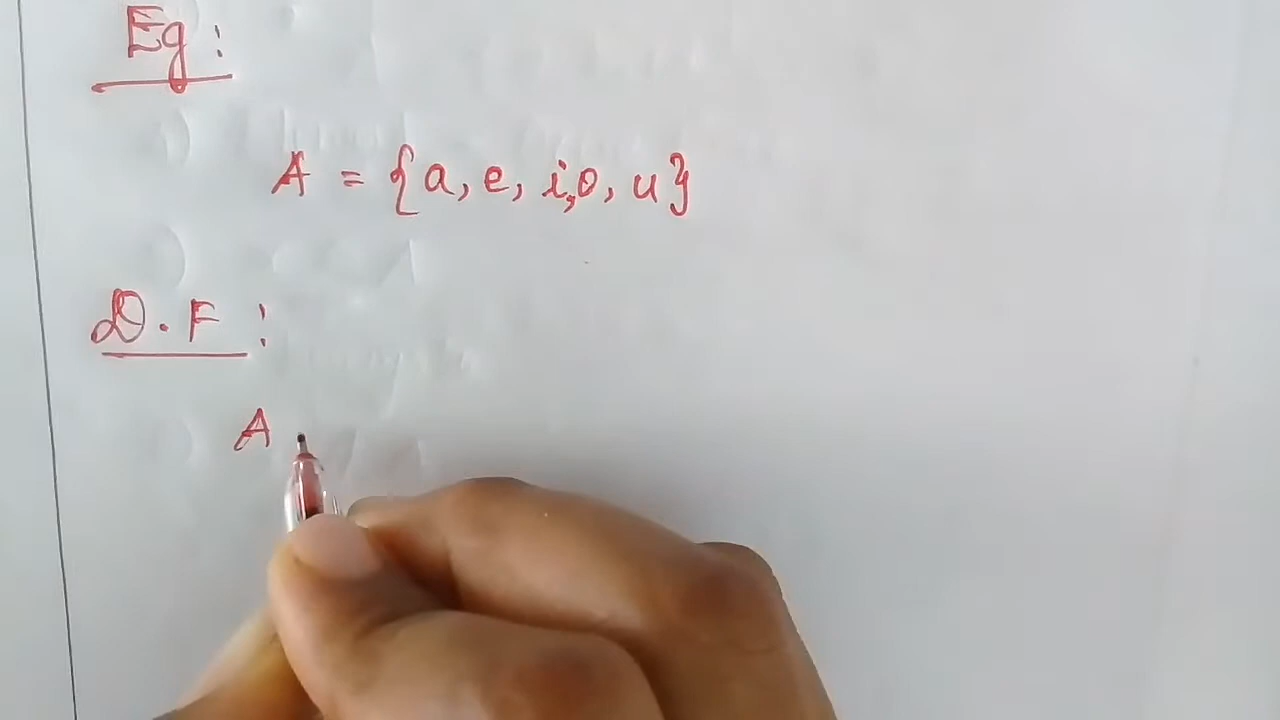 Eg :
A = {a, e, i, o, u}
D.F :
A